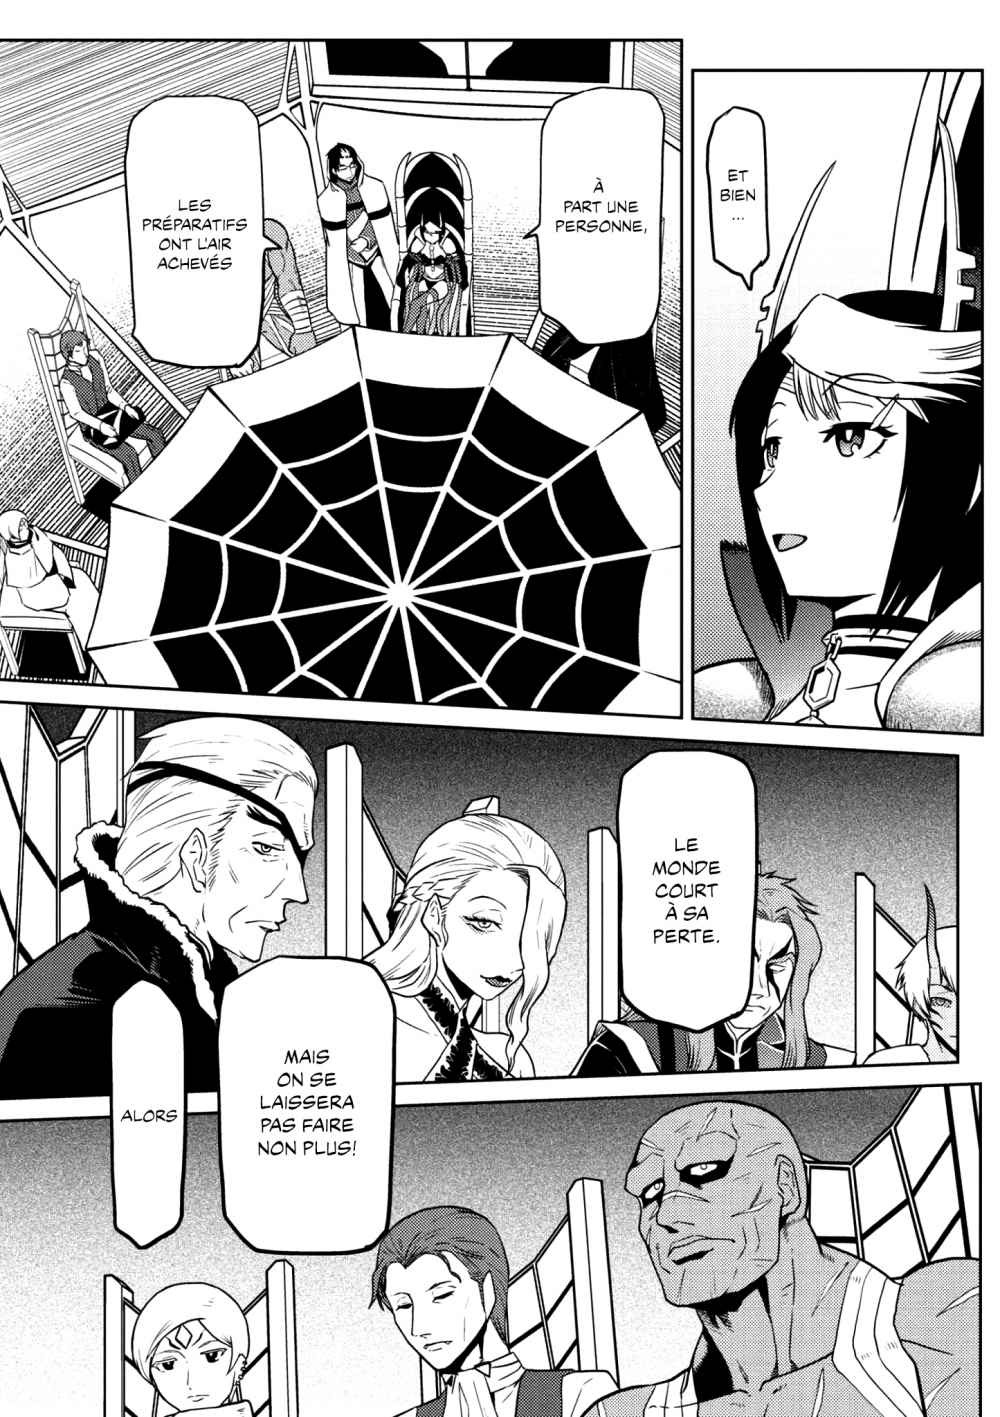 ET
BIEN
...
À
PART UNE
PERSONNE,
LES
PRÉPARATIFS
ONT L'AIR
ACHEVÉS
LE
MONDE
COURT
À SA
PERTE.
MAIS
ON SE
LAISSERA
PAS FAIRE
NON PLUS!
ALORS